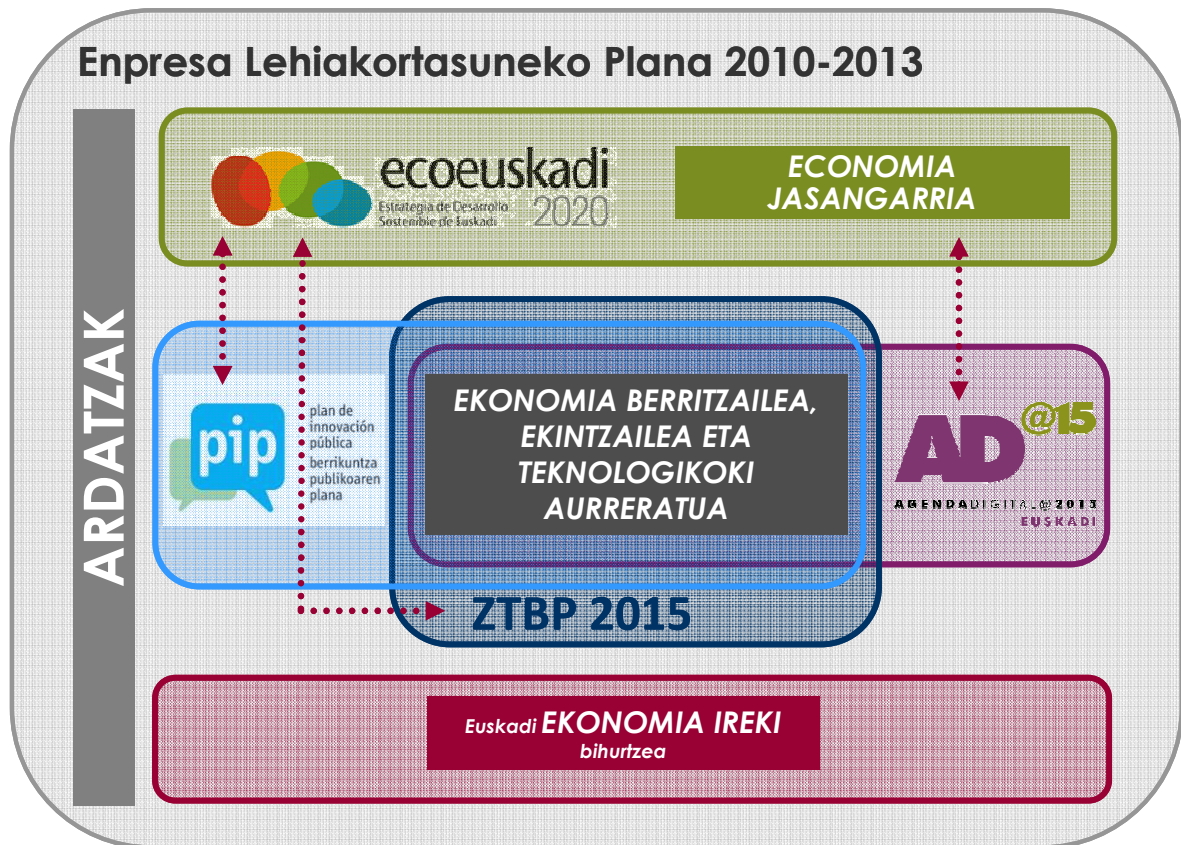 Enpresa Lehiakortasuneko Plana 2010-2013
ARDATZAK
ecoeuskadi
Estrategia de Desarrollo
Sostenible de Euskadi
2020
ECONOMIA
JASANGARRIA
pip
plan de
innovación
pública
berrikuntza
publikoaren
plana
EKONOMIA BERRITZAILEA,
EKINTZAILEA ETA
TEKNOLOGIKOKI
AURRERATUA
AD@15
AGENDADIGITAL@2015
EUSKADI
ZTBP 2015
Euskadi EKONOMIA IREKI
bihurtzea